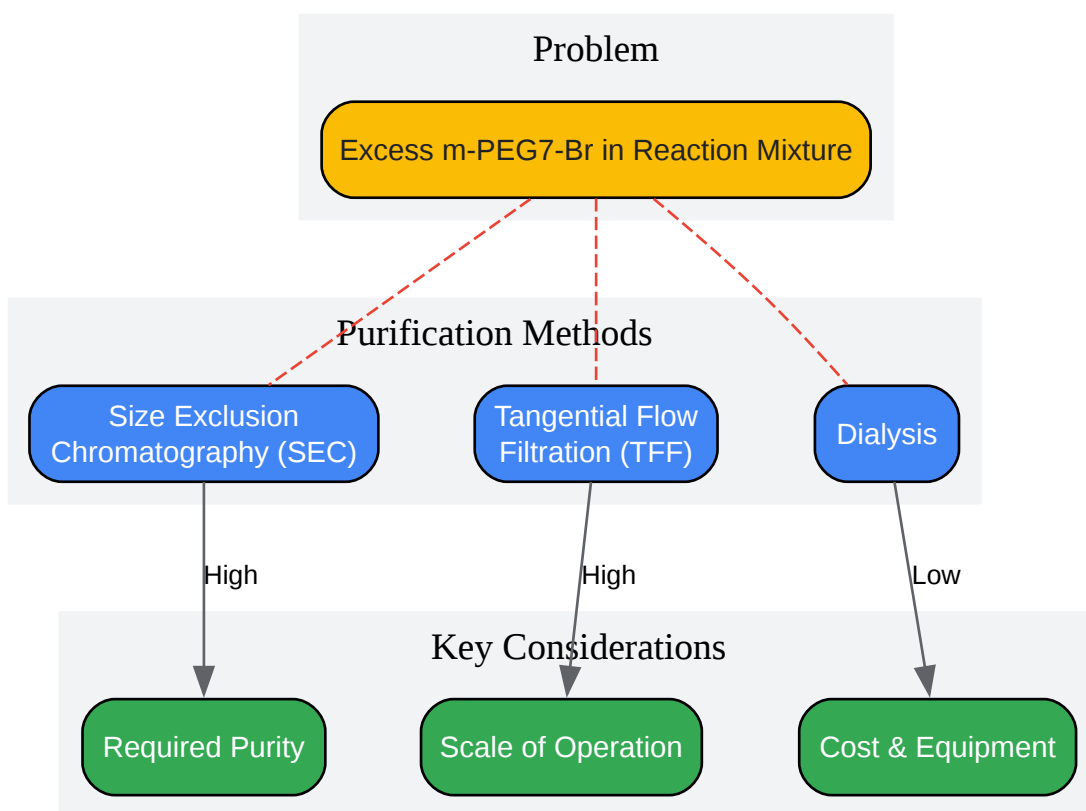 Problem
Excess m-PEG7-Br in Reaction Mixture
Purification Methods
Size Exclusion
Chromatography (SEC)
Tangential Flow
Filtration (TFF)
Dialysis
High
High
Low
Key Considerations
Required Purity
Scale of Operation
Cost & Equipment